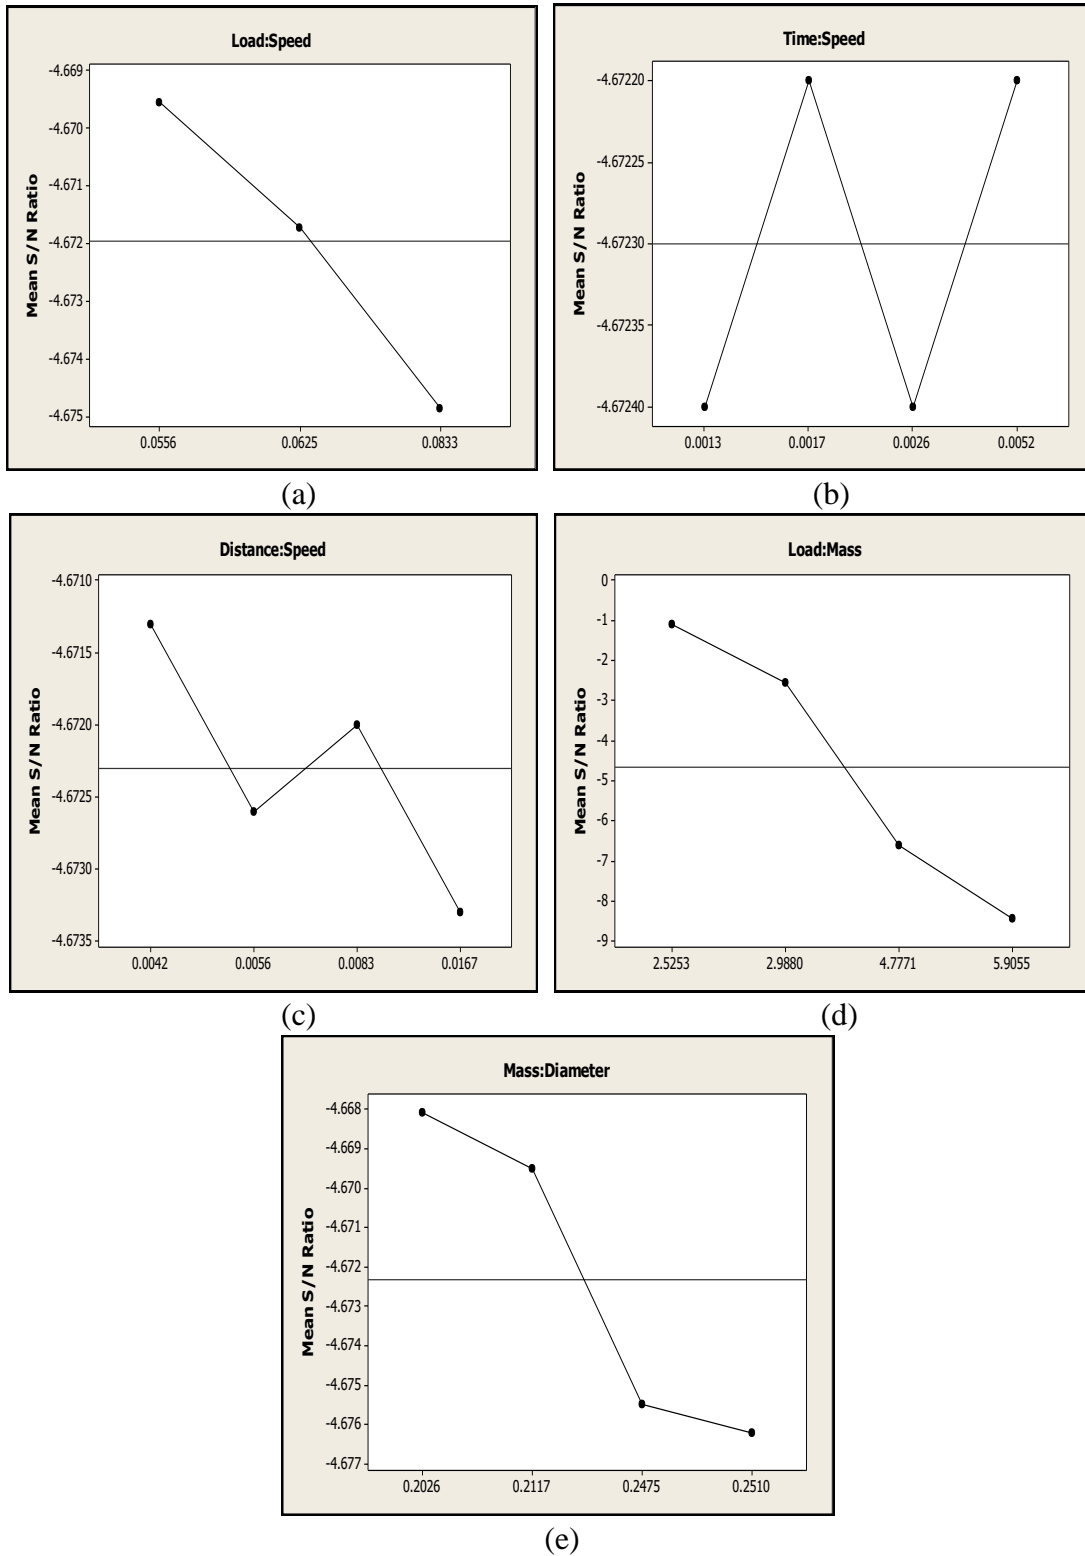 Load:Speed
Mean S/N Ratio
-4.669
-4.670
-4.671
-4.672
-4.673
-4.674
-4.675
0.0556 0.0625 0.0833
(a)
Time:Speed
Mean S/N Ratio
-4.67220
-4.67225
-4.67230
-4.67235
-4.67240
0.0013 0.0017 0.0026 0.0052
(b)
Distance:Speed
Mean S/N Ratio
-4.6710
-4.6715
-4.6720
-4.6725
-4.6730
-4.6735
0.0042 0.0056 0.0083 0.0167
(c)
Load:Mass
Mean S/N Ratio
0
-1
-2
-3
-4
-5
-6
-7
-8
-9
2.5253 2.9880 4.7771 5.9055
(d)
Mass:Diameter
Mean S/N Ratio
-4.668
-4.669
-4.670
-4.671
-4.672
-4.673
-4.674
-4.675
-4.676
-4.677
0.2026 0.2117 0.2475 0.2510
(e)